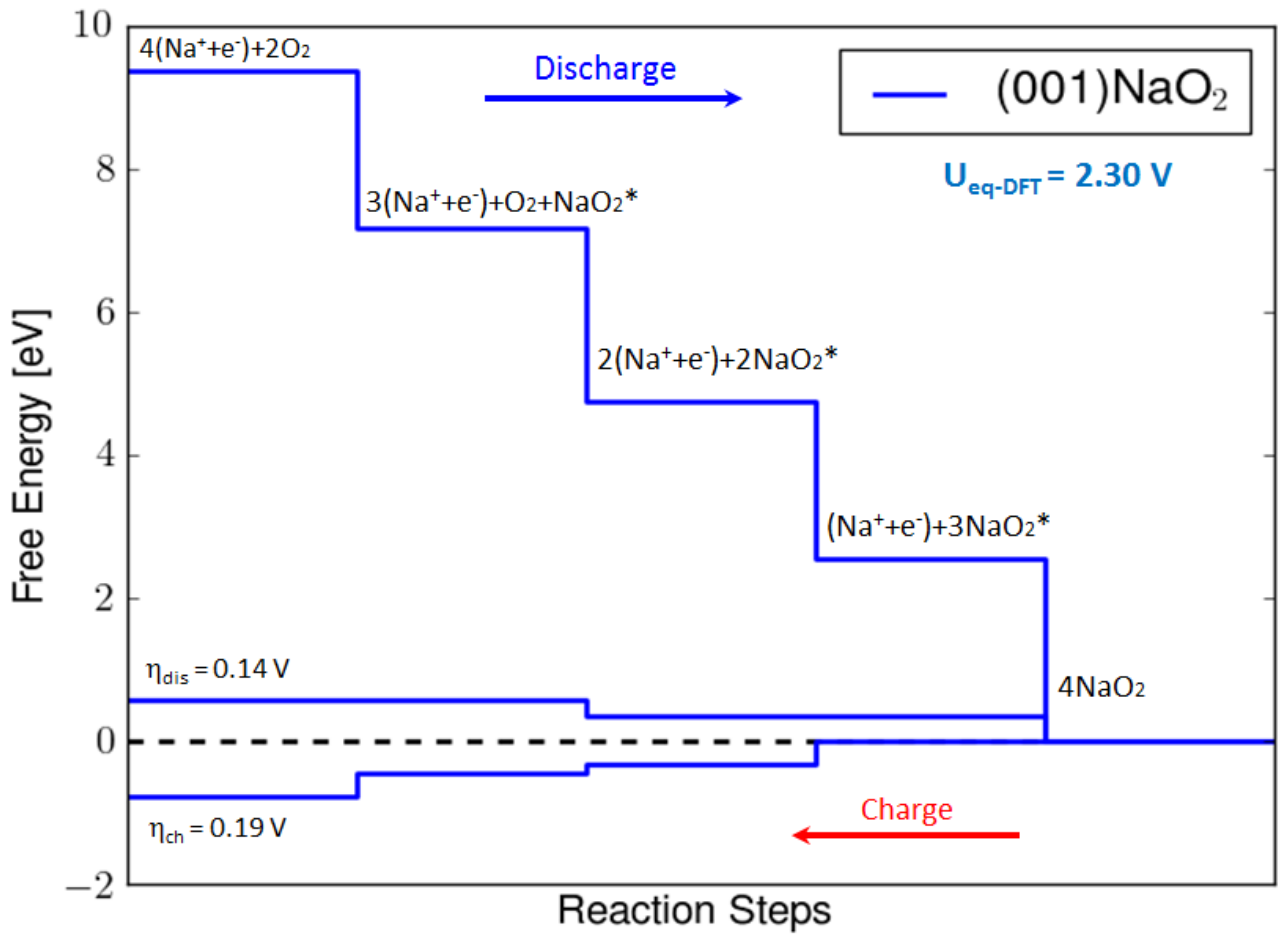 10
4(Na⁺+e⁻)+2O₂
Discharge
(001)NaO₂
U_eq-DFT = 2.30 V
8
3(Na⁺+e⁻)+O₂+NaO₂*
6
2(Na⁺+e⁻)+2NaO₂*
4
(Na⁺+e⁻)+3NaO₂*
2
η_dis = 0.14 V
4NaO₂
0
Charge
η_ch = 0.19 V
−2
Free Energy [eV]
Reaction Steps